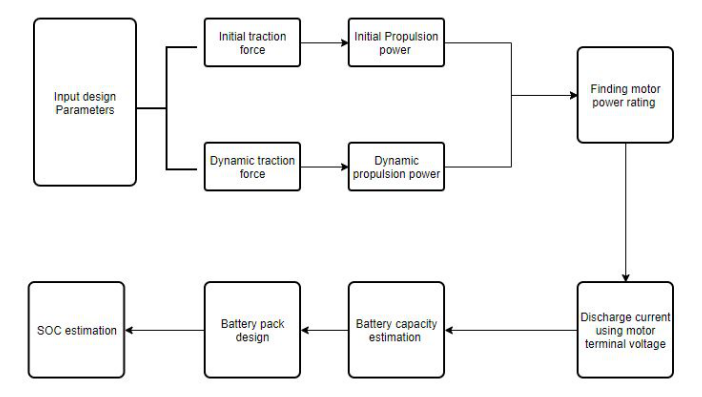 Input design
Parameters
Initial traction
force
Initial Propulsion
power
Dynamic traction
force
Dynamic
propulsion power
Finding motor
power rating
Discharge current
using motor
terminal voltage
Battery capacity
estimation
Battery pack
design
SOC estimation